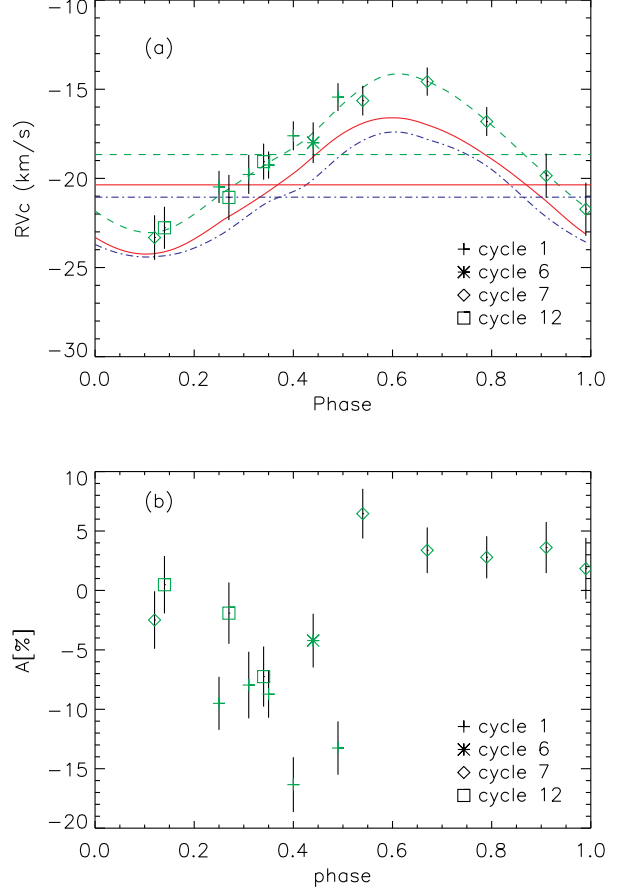 (a)
RVc (km/s)
−10
−15
−20
−25
−30
cycle 1
cycle 6
cycle 7
cycle 12
0.0 0.2 0.4 0.6 0.8 1.0
Phase
(b)
A[%]
10
5
0
−5
−10
−15
−20
cycle 1
cycle 6
cycle 7
cycle 12
0.0 0.2 0.4 0.6 0.8 1.0
phase